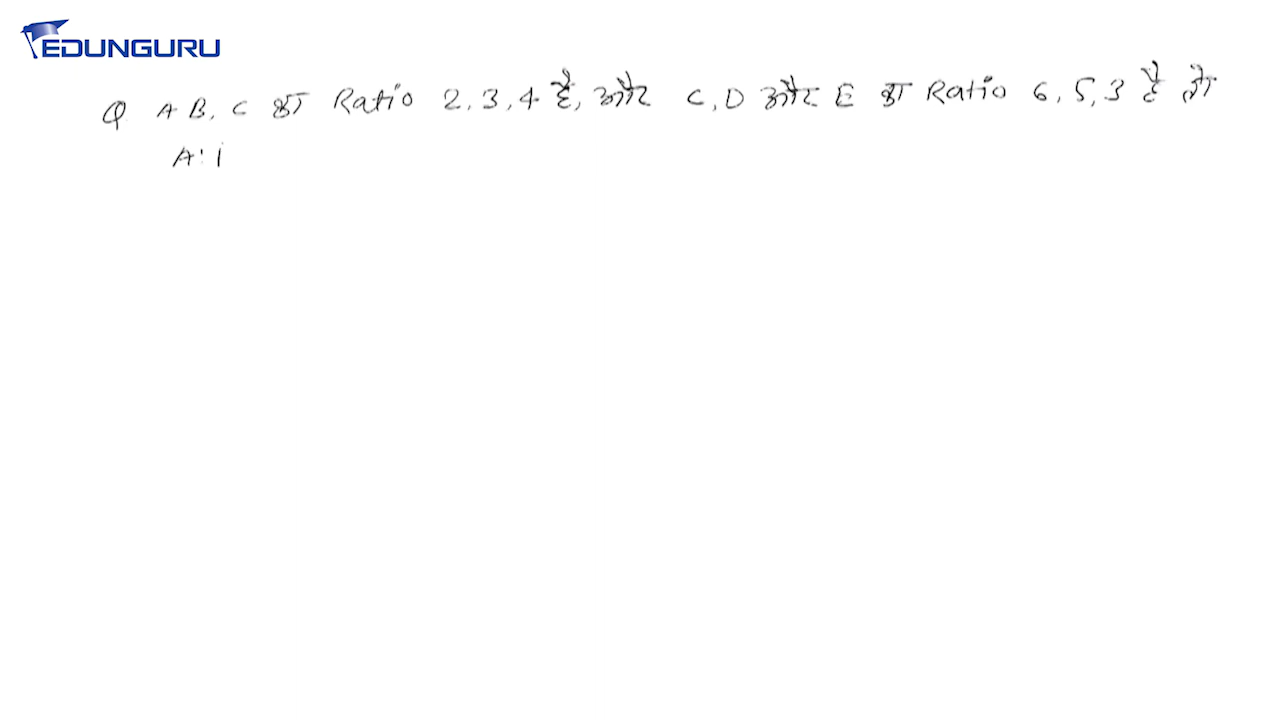 EDUNGURU
Q A B, C का Ratio 2, 3, 4 है, और C, D और E का Ratio 6, 5, 3 है तो
A: